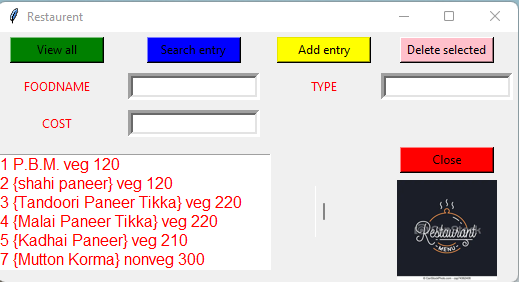 Restaurent
View all Search entry Add entry Delete selected
FOODNAME TYPE
COST
Close
1 P.B.M. veg 120
2 {shahi paneer} veg 120
3 {Tandoori Paneer Tikka} veg 220
4 {Malai Paneer Tikka} veg 220
5 {Kadhai Paneer} veg 210
7 {Mutton Korma} nonveg 300
Restaurant
MENU